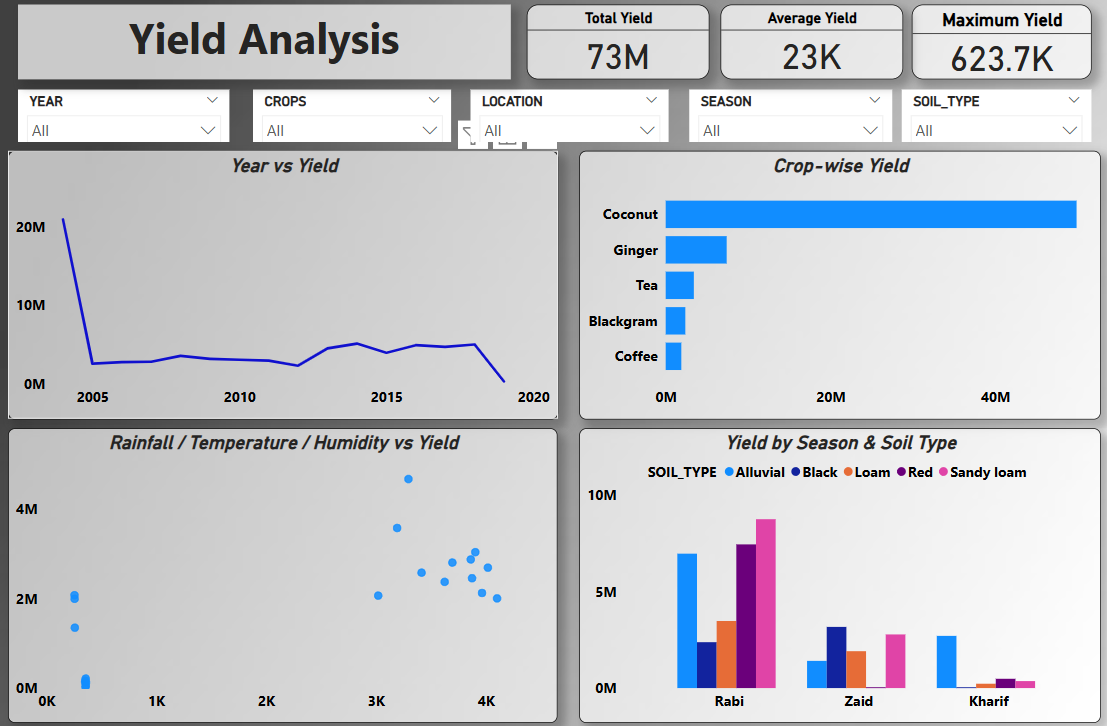 Yield Analysis
Total Yield
73M
Average Yield
23K
Maximum Yield
623.7K
YEAR
All
CROPS
All
LOCATION
All
SEASON
All
SOIL_TYPE
All
Year vs Yield
20M
10M
0M
2005 2010 2015 2020
Crop-wise Yield
Coconut
Ginger
Tea
Blackgram
Coffee
0M 20M 40M
Rainfall / Temperature / Humidity vs Yield
4M
2M
0M
0K 1K 2K 3K 4K
Yield by Season & Soil Type
SOIL_TYPE Alluvial Black Loam Red Sandy loam
10M
5M
0M
Rabi Zaid Kharif